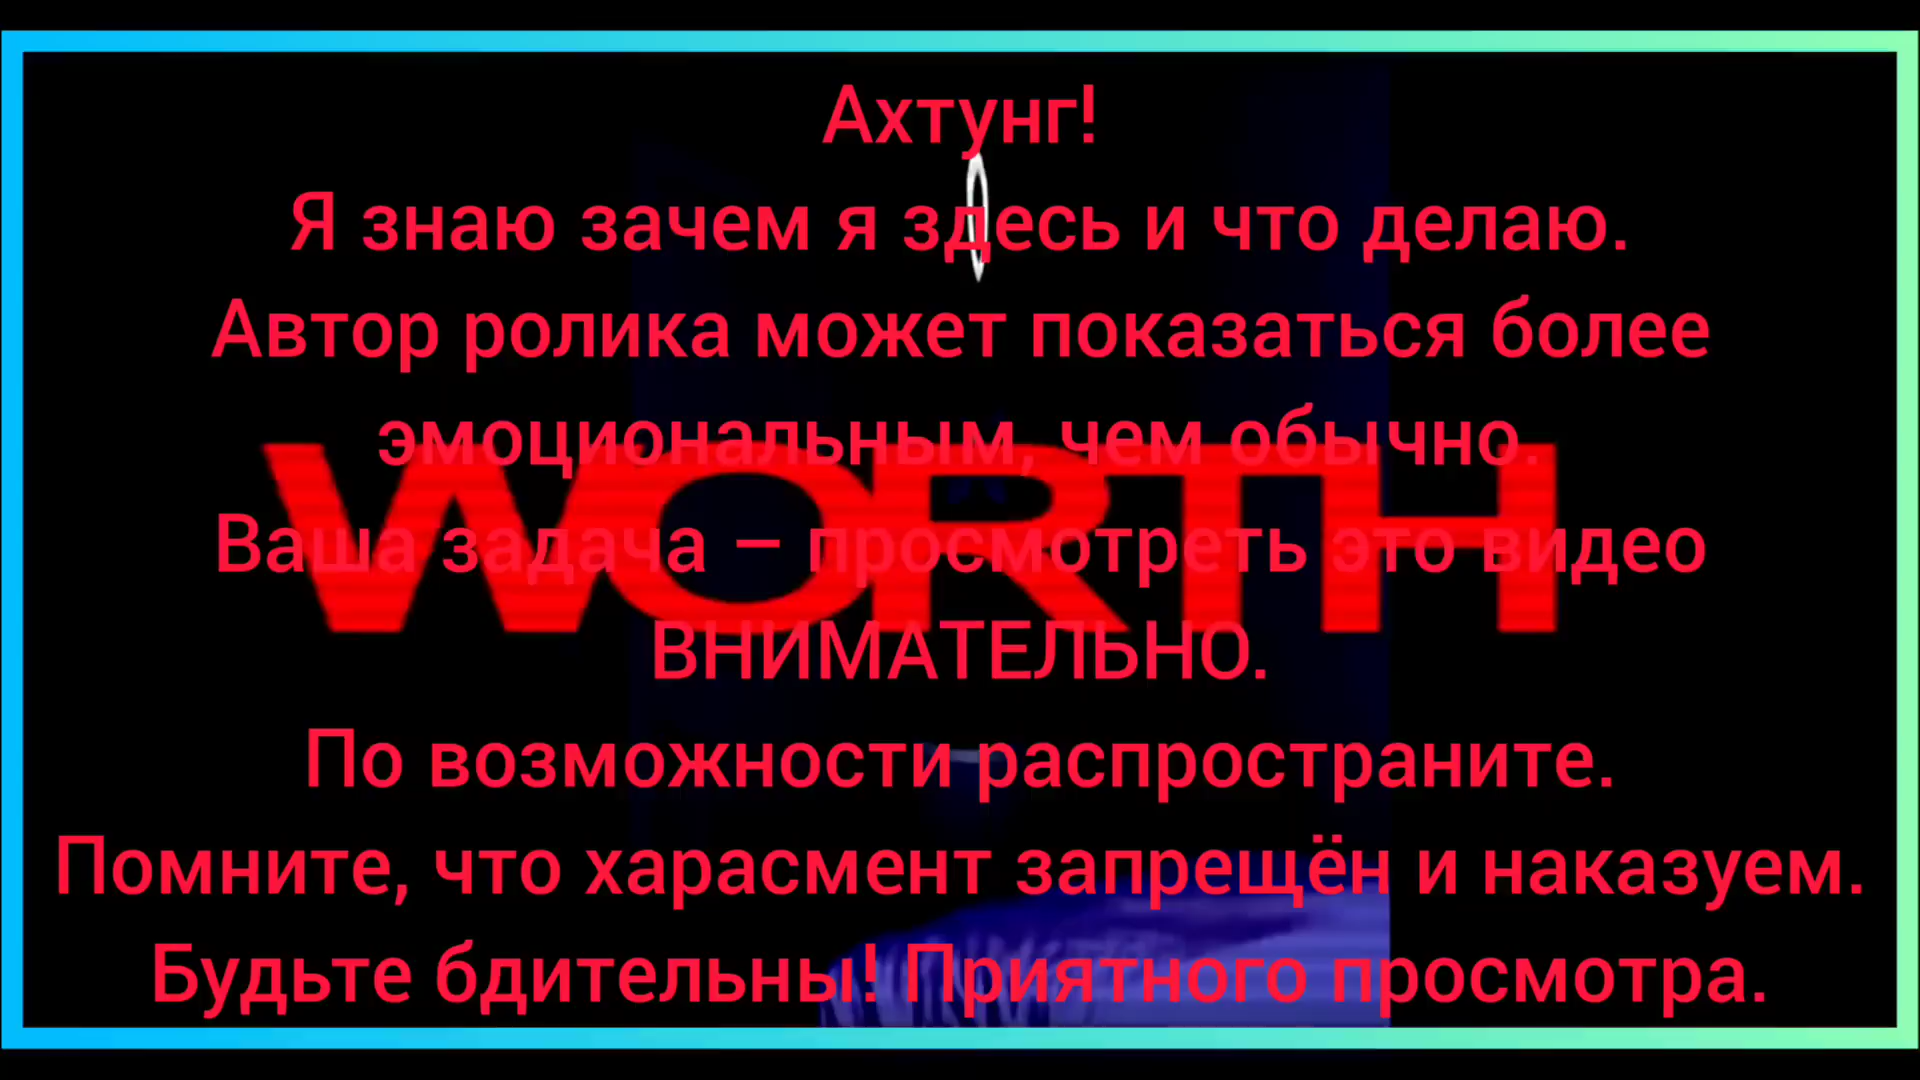 Ахтунг!
Я знаю зачем я здесь и что делаю.
Автор ролика может показаться более
эмоциональным, чем обычно.
WORTH
Ваша задача – просмотреть это видео
ВНИМАТЕЛЬНО.
По возможности распространите.
Помните, что харасмент запрещён и наказуем.
Будьте бдительны! Приятного просмотра.